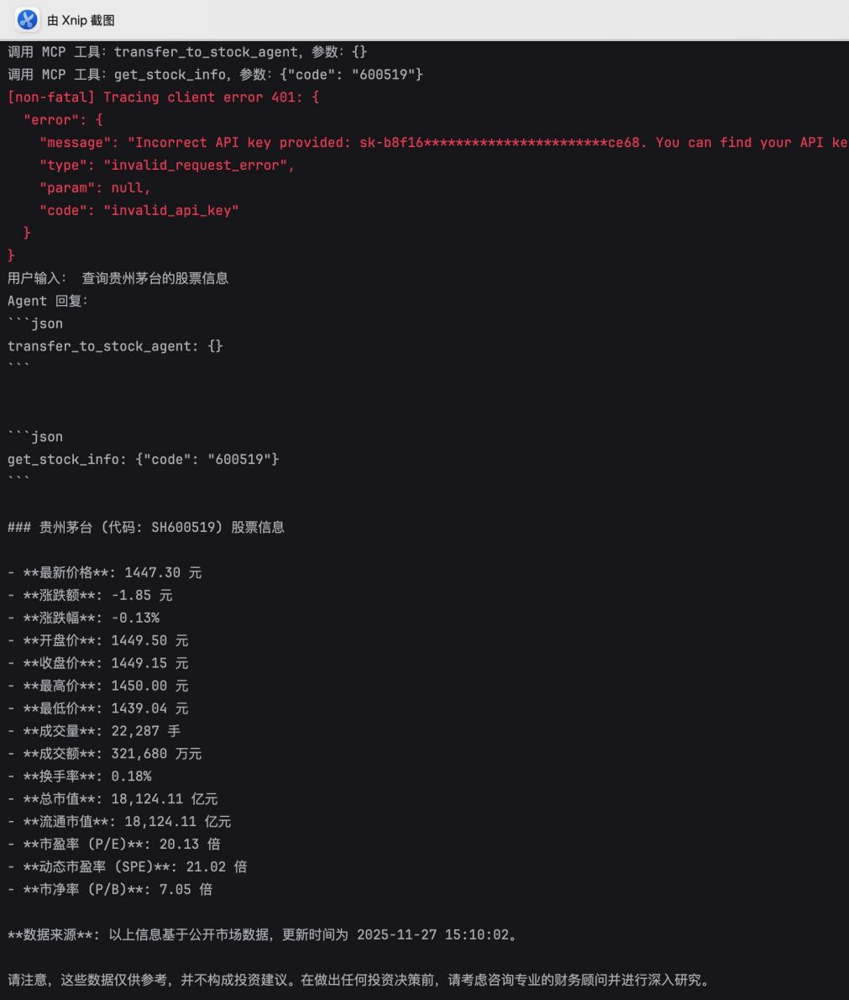 由 Xnip 截图
调用 MCP 工具: transfer_to_stock_agent, 参数: {}
调用 MCP 工具: get_stock_info, 参数: {"code": "600519"}
[non-fatal] Tracing client error 401: {
  "error": {
    "message": "Incorrect API key provided: sk-b8f16***********************ce68. You can find your API ke
    "type": "invalid_request_error",
    "param": null,
    "code": "invalid_api_key"
  }
}
用户输入:  查询贵州茅台的股票信息
Agent 回复:
```json
transfer_to_stock_agent: {}
```
```json
get_stock_info: {"code": "600519"}
```
### 贵州茅台 (代码: SH600519) 股票信息
- **最新价格**: 1447.30 元
- **涨跌额**: -1.85 元
- **涨跌幅**: -0.13%
- **开盘价**: 1449.50 元
- **收盘价**: 1449.15 元
- **最高价**: 1450.00 元
- **最低价**: 1439.04 元
- **成交量**: 22,287 手
- **成交额**: 321,680 万元
- **换手率**: 0.18%
- **总市值**: 18,124.11 亿元
- **流通市值**: 18,124.11 亿元
- **市盈率 (P/E)**: 20.13 倍
- **动态市盈率 (SPE)**: 21.02 倍
- **市净率 (P/B)**: 7.05 倍
**数据来源**: 以上信息基于公开市场数据，更新时间为 2025-11-27 15:10:02。
请注意，这些数据仅供参考，并不构成投资建议。在做出任何投资决策前，请考虑咨询专业的财务顾问并进行深入研究。